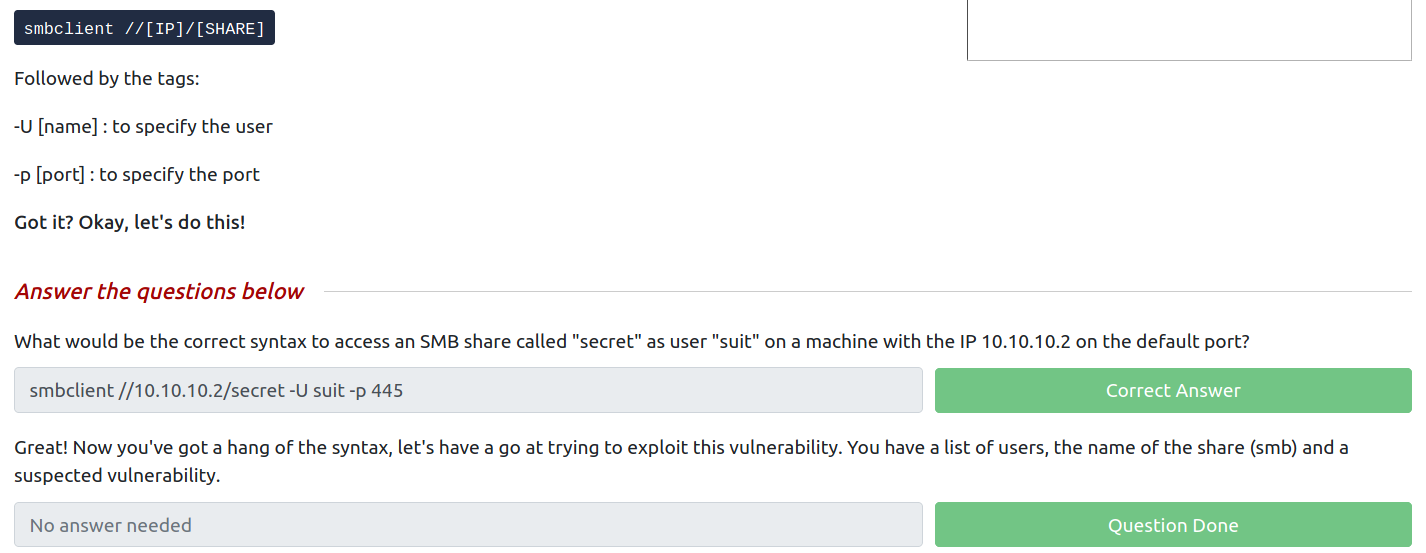 smbclient //[IP]/[SHARE]
Followed by the tags:
-U [name] : to specify the user
-p [port] : to specify the port
Got it? Okay, let's do this!
Answer the questions below
What would be the correct syntax to access an SMB share called "secret" as user "suit" on a machine with the IP 10.10.10.2 on the default port?
smbclient //10.10.10.2/secret -U suit -p 445
Correct Answer
Great! Now you've got a hang of the syntax, let's have a go at trying to exploit this vulnerability. You have a list of users, the name of the share (smb) and a
suspected vulnerability.
No answer needed
Question Done